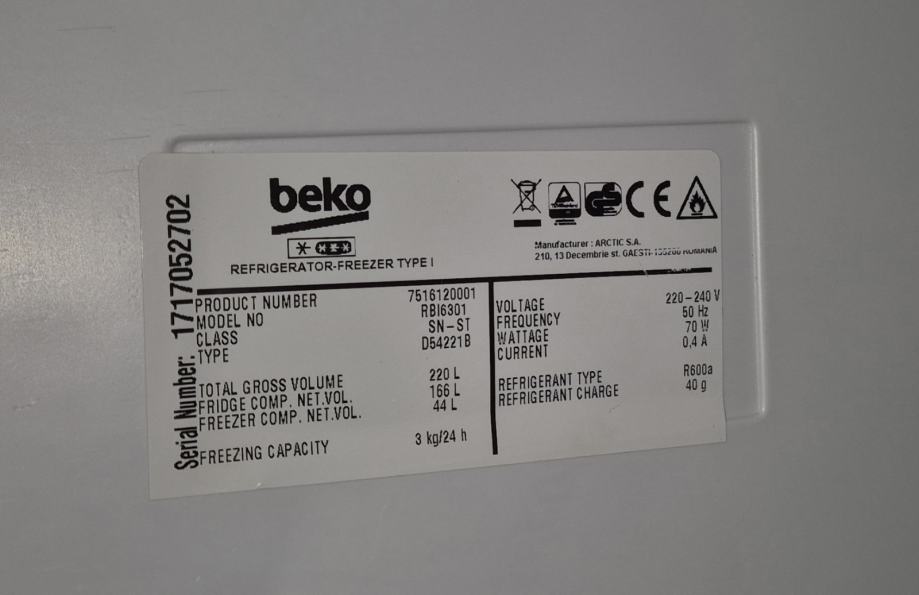 beko
REFRIGERATOR-FREEZER TYPE I
Manufacturer : ARCTIC S.A.
210, 13 Decembrie st. GAESTI ROMANIA
Serial Number: 1717052702
PRODUCT NUMBER 7516120001
MODEL NO RBI6301
CLASS SN-ST
TYPE D54221B
TOTAL GROSS VOLUME 220 L
FRIDGE COMP. NET.VOL. 166 L
FREEZER COMP. NET.VOL. 44 L
FREEZING CAPACITY 3 kg/24 h
VOLTAGE 220-240 V
FREQUENCY 50 Hz
WATTAGE 70 W
CURRENT 0,4 A
REFRIGERANT TYPE R600a
REFRIGERANT CHARGE 40 g